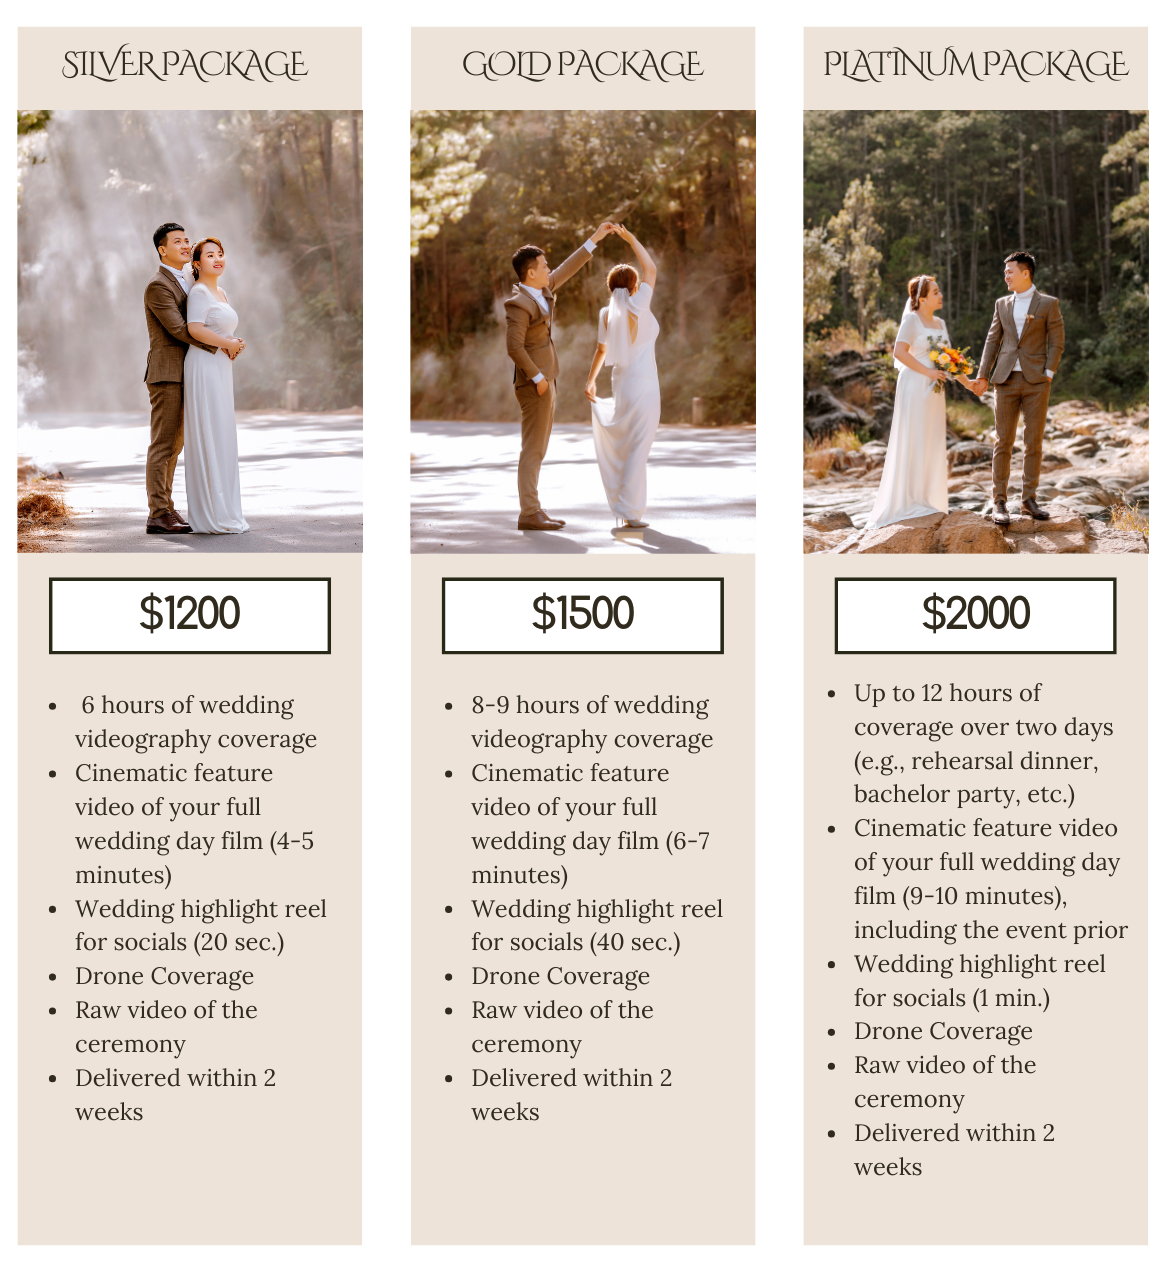 SILVER PACKAGE
$1200
• 6 hours of wedding
videography coverage
• Cinematic feature
video of your full
wedding day film (4-5
minutes)
• Wedding highlight reel
for socials (20 sec.)
• Drone Coverage
• Raw video of the
ceremony
• Delivered within 2
weeks
GOLD PACKAGE
$1500
• 8-9 hours of wedding
videography coverage
• Cinematic feature
video of your full
wedding day film (6-7
minutes)
• Wedding highlight reel
for socials (40 sec.)
• Drone Coverage
• Raw video of the
ceremony
• Delivered within 2
weeks
PLATINUM PACKAGE
$2000
• Up to 12 hours of
coverage over two days
(e.g., rehearsal dinner,
bachelor party, etc.)
• Cinematic feature video
of your full wedding day
film (9-10 minutes),
including the event prior
• Wedding highlight reel
for socials (1 min.)
• Drone Coverage
• Raw video of the
ceremony
• Delivered within 2
weeks